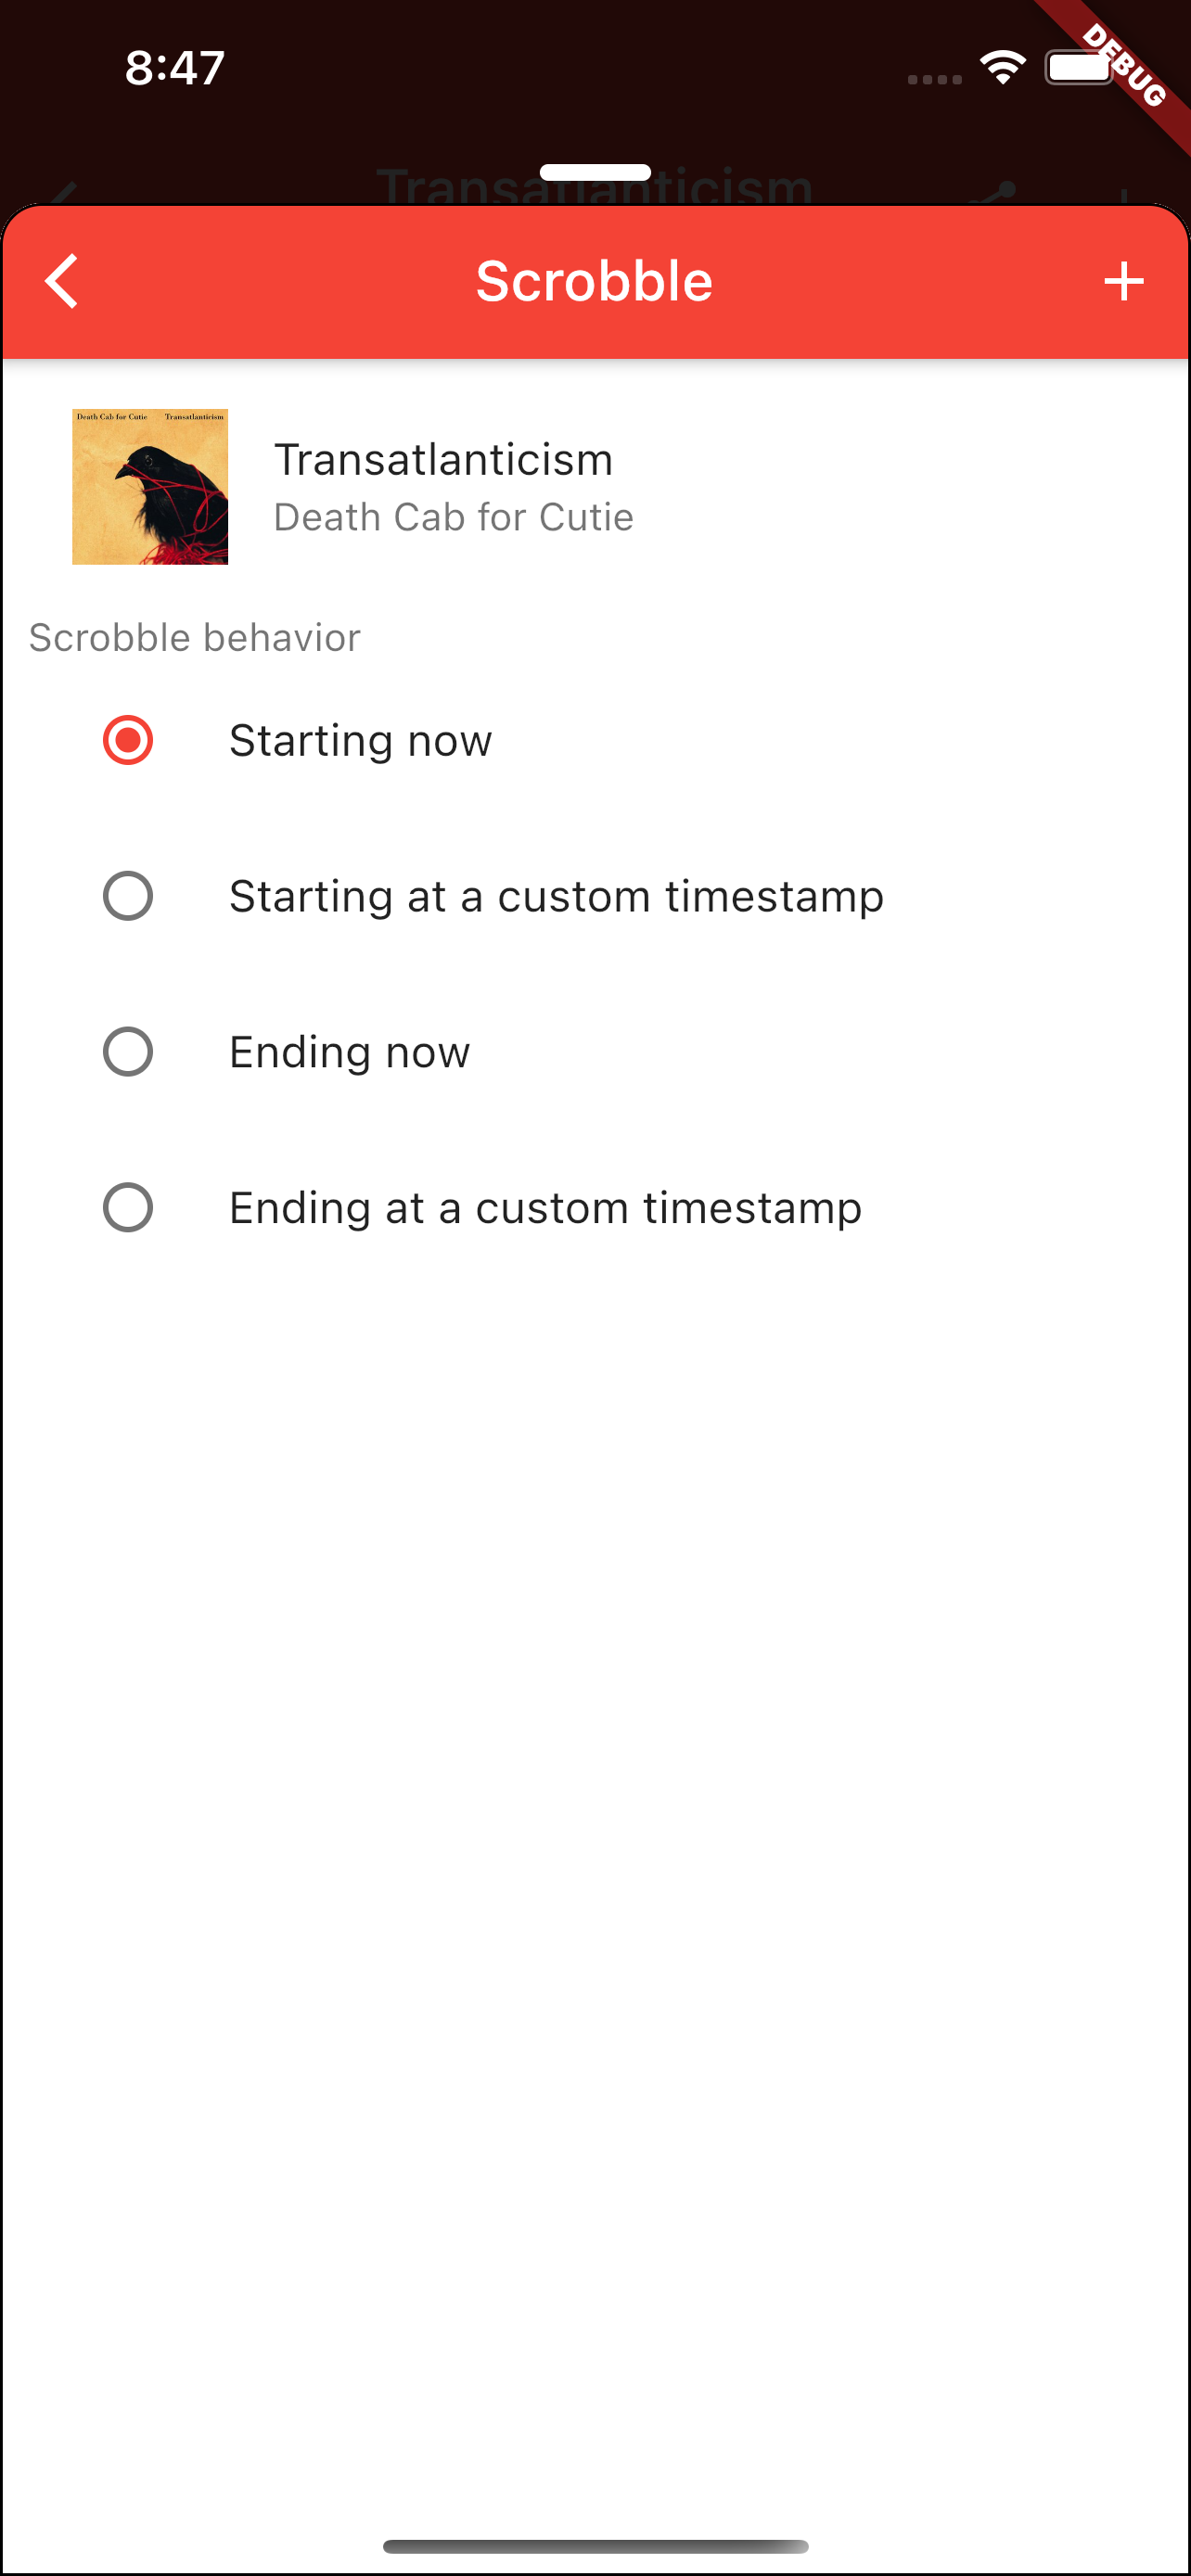 8:47
DEBUG
Transatlanticism
Scrobble
Death Cab for Cutie Transatlanticism
Transatlanticism
Death Cab for Cutie
Scrobble behavior
Starting now
Starting at a custom timestamp
Ending now
Ending at a custom timestamp